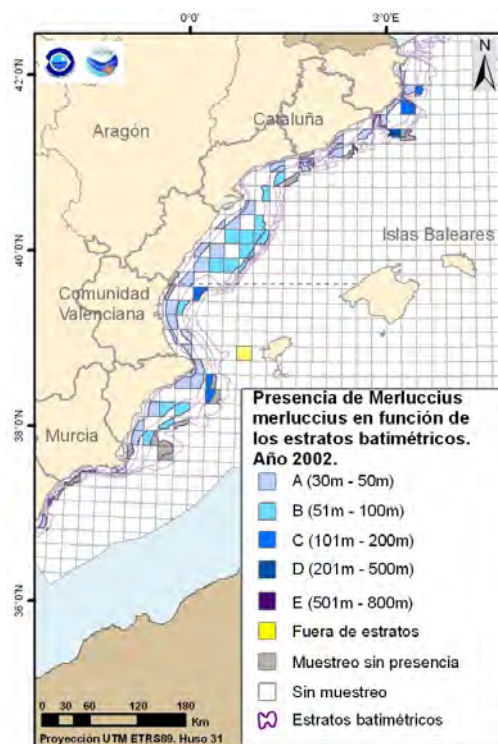 0°0'
3°0'E
N
42°0'N
Cataluña
Aragón
40°0'N
Islas Baleares
Comunidad
Valenciana
38°0'N
Murcia
36°0'N
Presencia de Merluccius
merluccius en función de
los estratos batimétricos.
Año 2002.
A (30m - 50m)
B (51m - 100m)
C (101m - 200m)
D (201m - 500m)
E (501m - 800m)
Fuera de estratos
Muestreo sin presencia
Sin muestreo
Estratos batimétricos
0 30 60 120 180
Km
Proyección UTM ETRS89. Huso 31